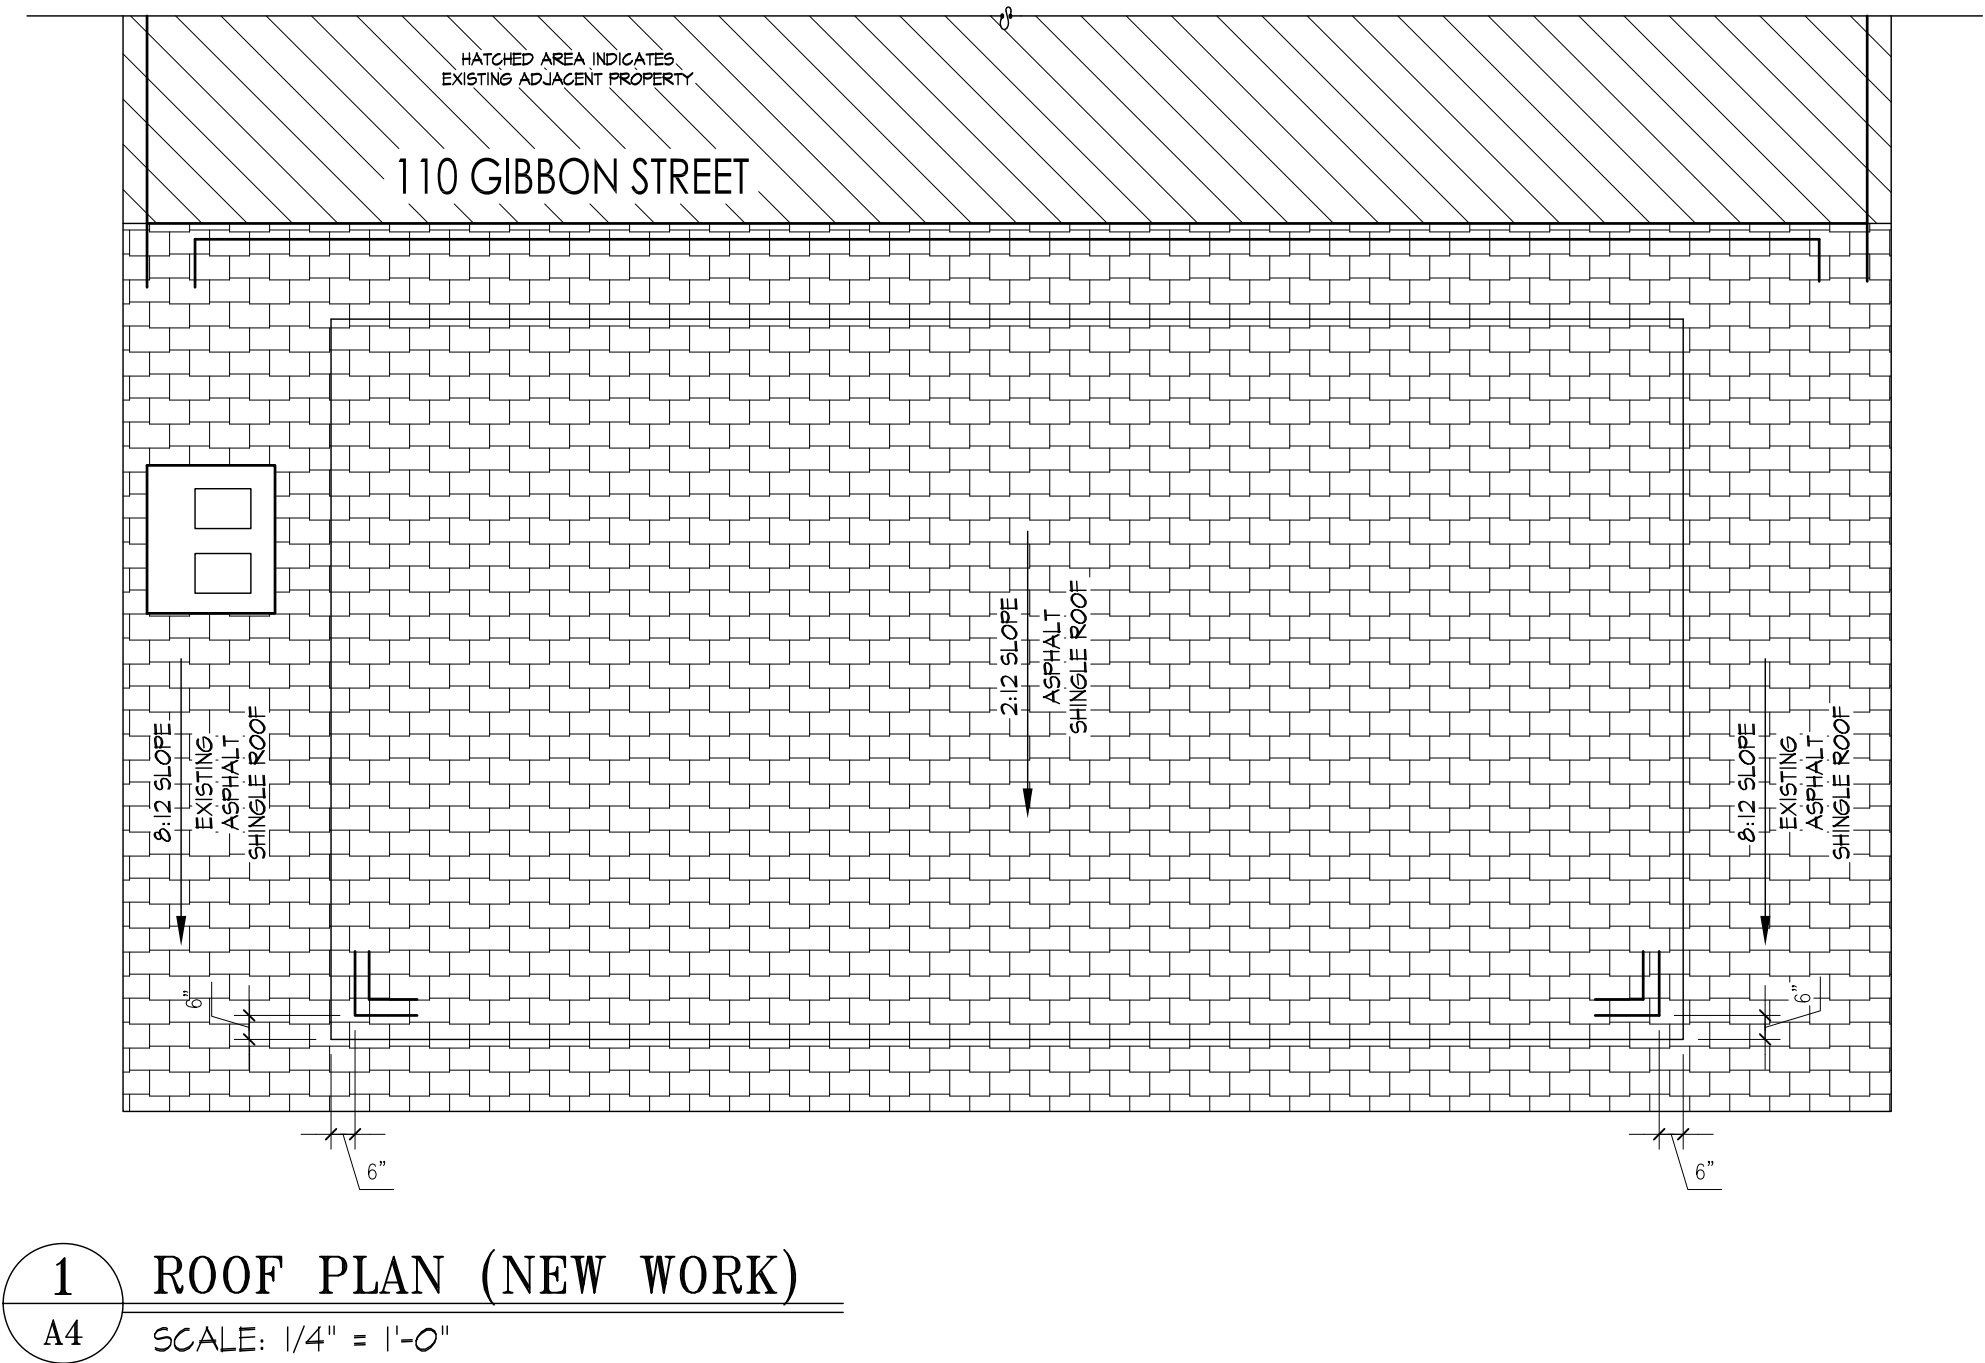 HATCHED AREA INDICATES
EXISTING ADJACENT PROPERTY
110 GIBBON STREET
2:12 SLOPE
ASPHALT
SHINGLE ROOF
8:12 SLOPE
EXISTING
ASPHALT
SHINGLE ROOF
8:12 SLOPE
EXISTING
ASPHALT
SHINGLE ROOF
6"
6"
6"
6"
1
A4
ROOF PLAN (NEW WORK)
SCALE: 1/4" = 1'-0"